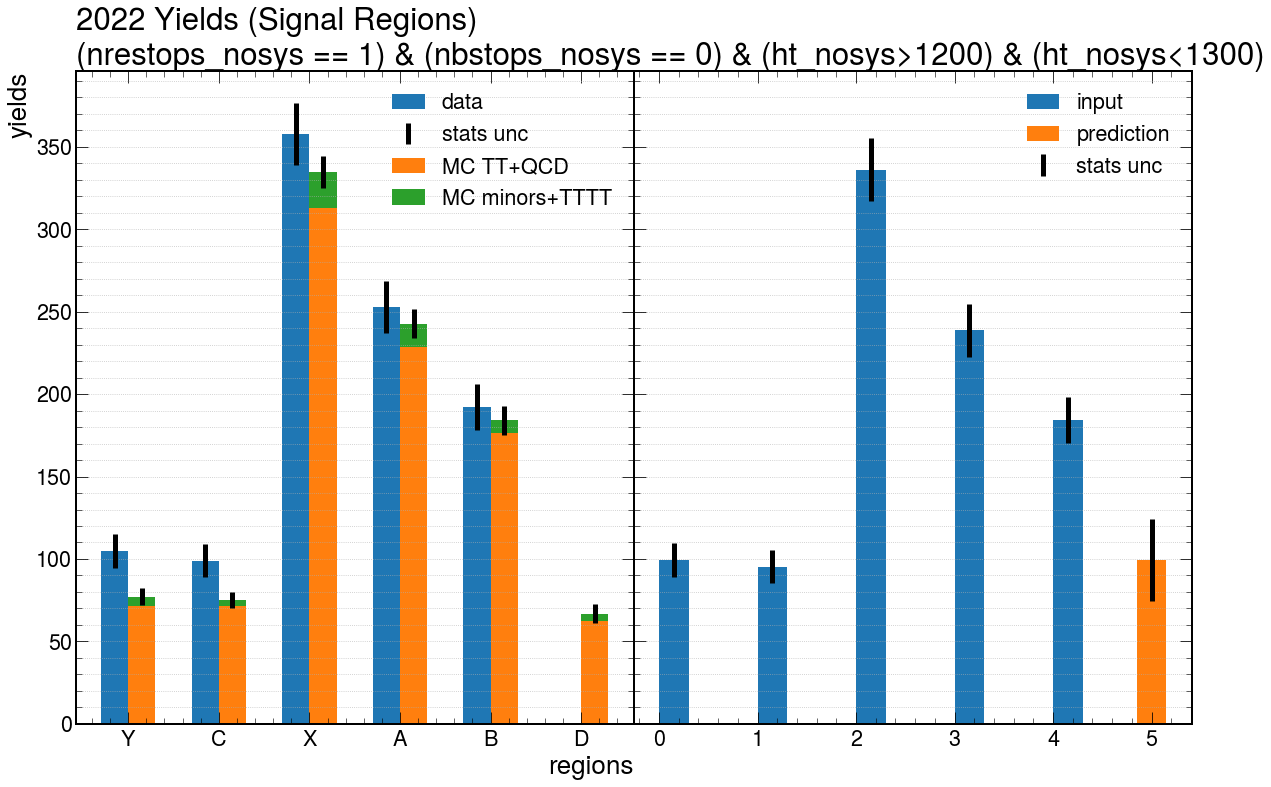 2022 Yields (Signal Regions)
(nrestops_nosys == 1) & (nbstops_nosys == 0) & (ht_nosys>1200) & (ht_nosys<1300)
yields
350
300
250
200
150
100
50
0
data
stats unc
MC TT+QCD
MC minors+TTTT
Y C X A B D
regions
input
prediction
stats unc
0 1 2 3 4 5